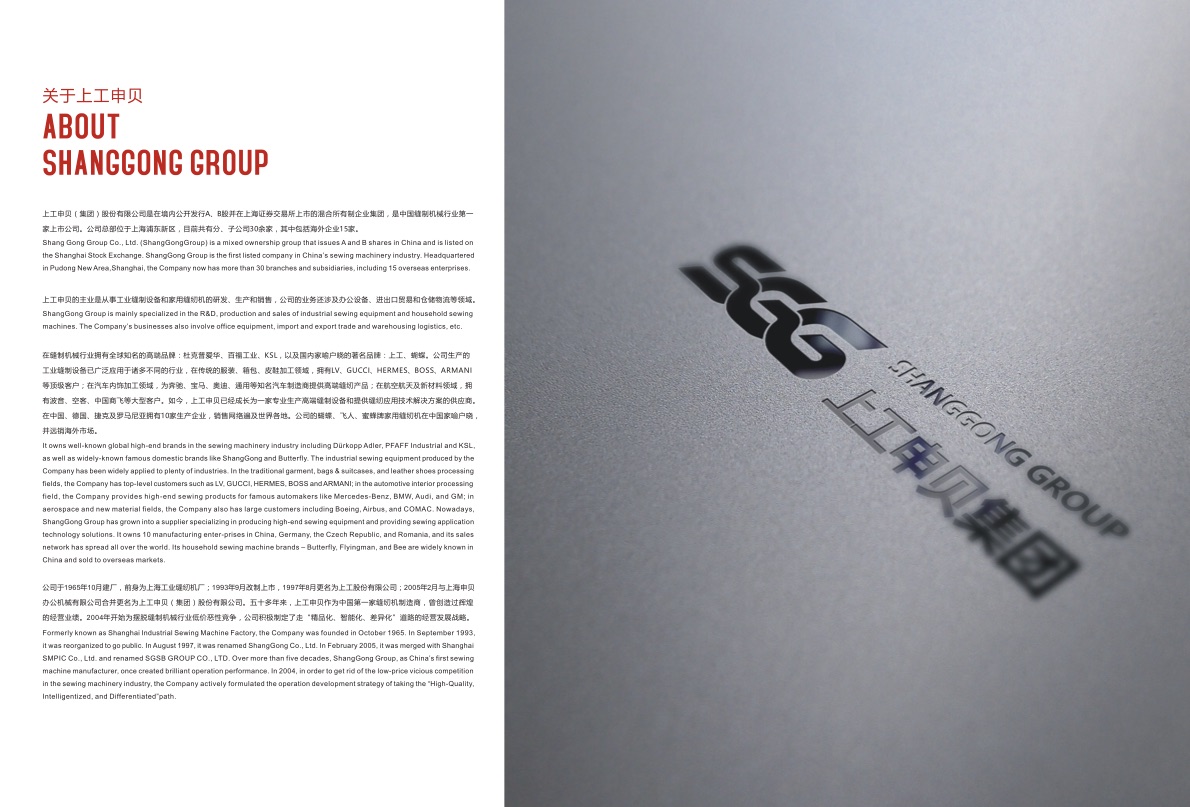 关于上工申贝
ABOUT
SHANGGONG GROUP
上工申贝（集团）股份有限公司是在境内公开发行A、B股并在上海证券交易所上市的混合所有制企业集团，是中国缝制机械行业第一
家上市公司。公司总部位于上海浦东新区，目前共有分、子公司30余家，其中包括海外企业15家。
Shang Gong Group Co., Ltd. (ShangGongGroup) is a mixed ownership group that issues A and B shares in China and is listed on
the Shanghai Stock Exchange. ShangGong Group is the first listed company in China's sewing machinery industry. Headquartered
in Pudong New Area,Shanghai, the Company now has more than 30 branches and subsidiaries, including 15 overseas enterprises.
上工申贝的主业是从事工业缝制设备和家用缝纫机的研发、生产和销售，公司的业务还涉及办公设备、进出口贸易和仓储物流等领域。
ShangGong Group is mainly specialized in the R&D, production and sales of industrial sewing equipment and household sewing
machines. The Company's businesses also involve office equipment, import and export trade and warehousing logistics, etc.
在缝制机械行业拥有全球知名的高端品牌：杜克普爱华、百福工业、KSL，以及国内家喻户晓的著名品牌：上工、蝴蝶。公司生产的
工业缝制设备已广泛应用于诸多不同的行业，在传统的服装、箱包、皮鞋加工领域，拥有LV、GUCCI、HERMES、BOSS、ARMANI
等顶级客户；在汽车内饰加工领域，为奔驰、宝马、奥迪、通用等知名汽车制造商提供高端缝纫产品；在航空航天及新材料领域，拥
有波音、空客、中国商飞等大型客户。如今，上工申贝已经成长为一家专业生产高端缝制设备和提供缝纫应用技术解决方案的供应商。
在中国、德国、捷克及罗马尼亚拥有10家生产企业，销售网络遍及世界各地。公司的蝴蝶、飞人、蜜蜂牌家用缝纫机在中国家喻户晓，
并远销海外市场。
It owns well-known global high-end brands in the sewing machinery industry including Dürkopp Adler, PFAFF Industrial and KSL,
as well as widely-known famous domestic brands like ShangGong and Butterfly. The industrial sewing equipment produced by the
Company has been widely applied to plenty of industries. In the traditional garment, bags & suitcases, and leather shoes processing
fields, the Company has top-level customers such as LV, GUCCI, HERMES, BOSS and ARMANI; in the automotive interior processing
field, the Company provides high-end sewing products for famous automakers like Mercedes-Benz, BMW, Audi, and GM; in
aerospace and new material fields, the Company also has large customers including Boeing, Airbus, and COMAC. Nowadays,
ShangGong Group has grown into a supplier specializing in producing high-end sewing equipment and providing sewing application
technology solutions. It owns 10 manufacturing enter-prises in China, Germany, the Czech Republic, and Romania, and its sales
network has spread all over the world. Its household sewing machine brands – Butterfly, Flyingman, and Bee are widely known in
China and sold to overseas markets.
公司于1965年10月建厂，前身为上海工业缝纫机厂；1993年9月改制上市，1997年8月更名为上工股份有限公司；2005年2月与上海申贝
办公机械有限公司合并更名为上工申贝（集团）股份有限公司。五十多年来，上工申贝作为中国第一家缝纫机制造商，曾创造过辉煌
的经营业绩。2004年开始为摆脱缝制机械行业低价恶性竞争，公司积极制定了走“精品化、智能化、差异化”道路的经营发展战略。
Formerly known as Shanghai Industrial Sewing Machine Factory, the Company was founded in October 1965. In September 1993,
it was reorganized to go public. In August 1997, it was renamed ShangGong Co., Ltd. In February 2005, it was merged with Shanghai
SMPIC Co., Ltd. and renamed SGSB GROUP CO., LTD. Over more than five decades, ShangGong Group, as China's first sewing
machine manufacturer, once created brilliant operation performance. In 2004, in order to get rid of the low-price vicious competition
in the sewing machinery industry, the Company actively formulated the operation development strategy of taking the “High-Quality,
Intelligentized, and Differentiated”path.
SGG
SHANGGONG GROUP
上工申贝集团